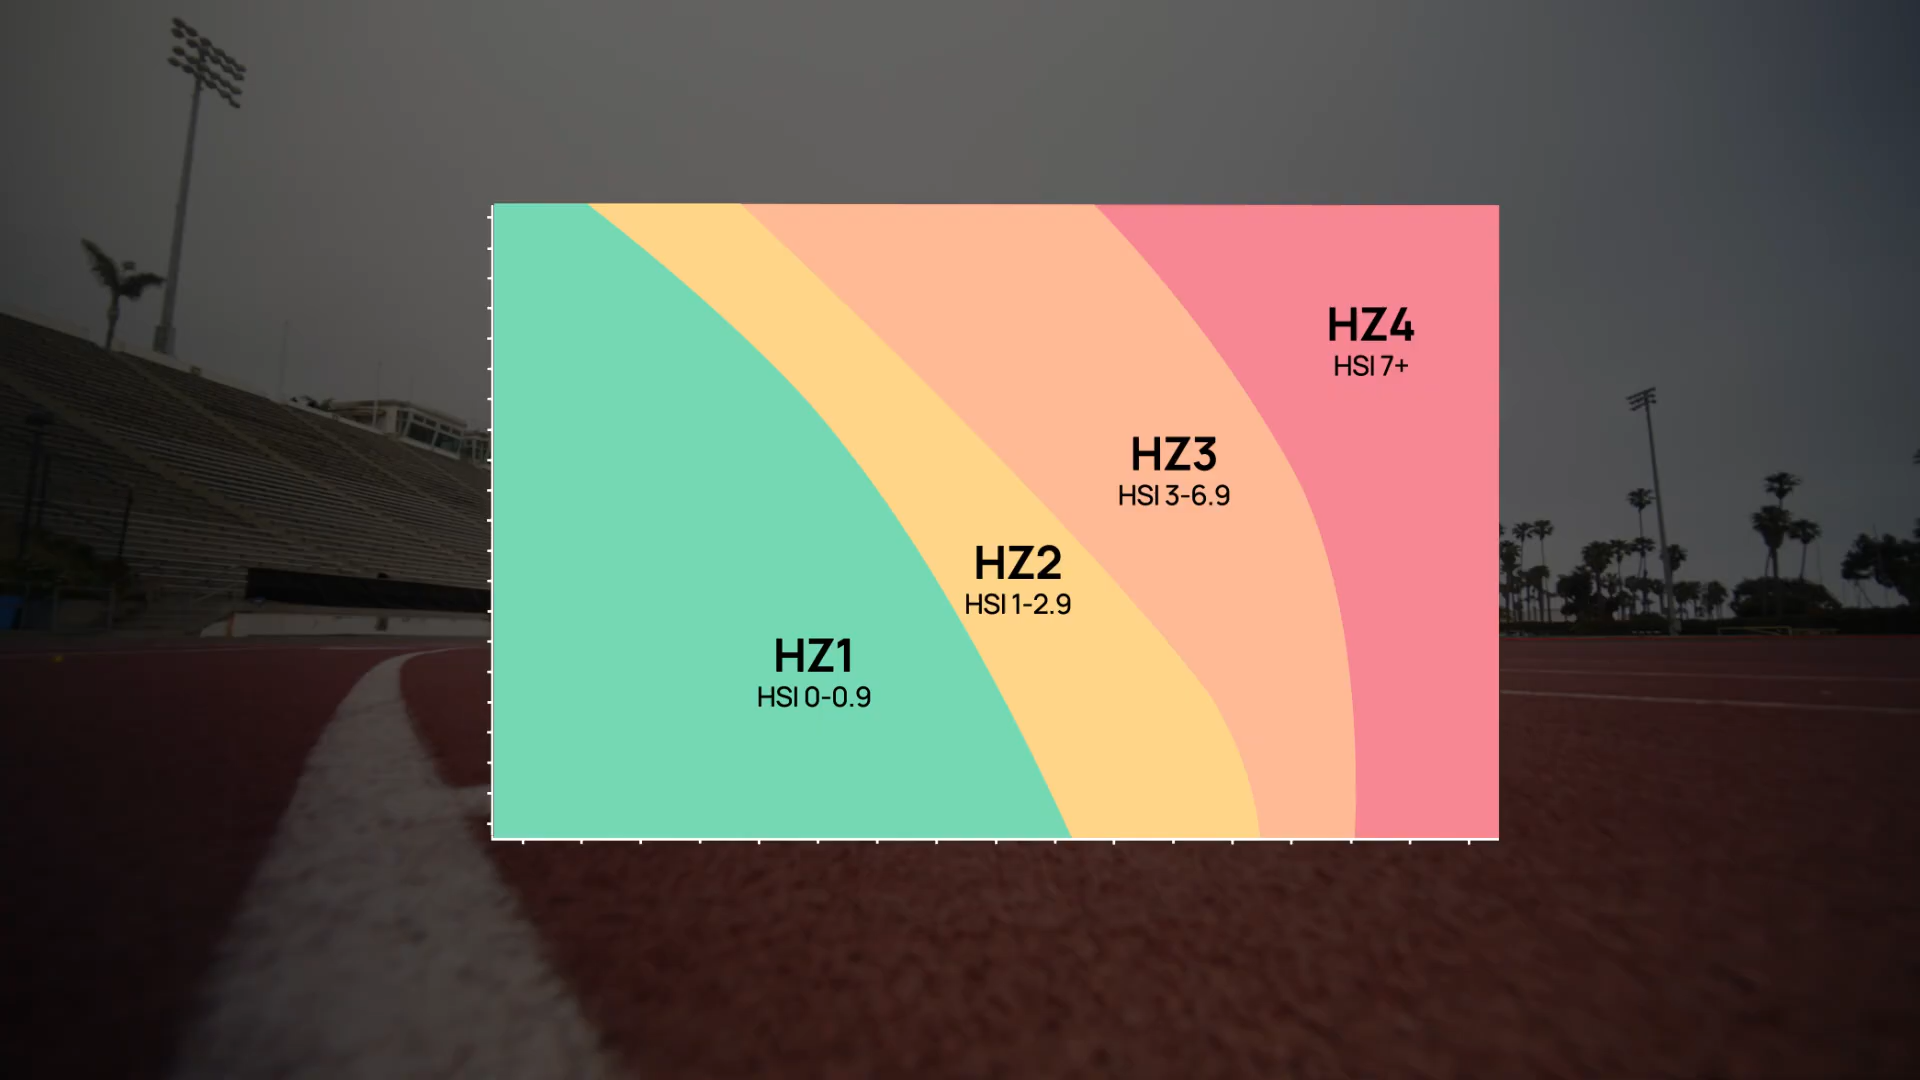 HZ4
HSI 7+
HZ3
HSI 3-6.9
HZ2
HSI 1-2.9
HZ1
HSI 0-0.9